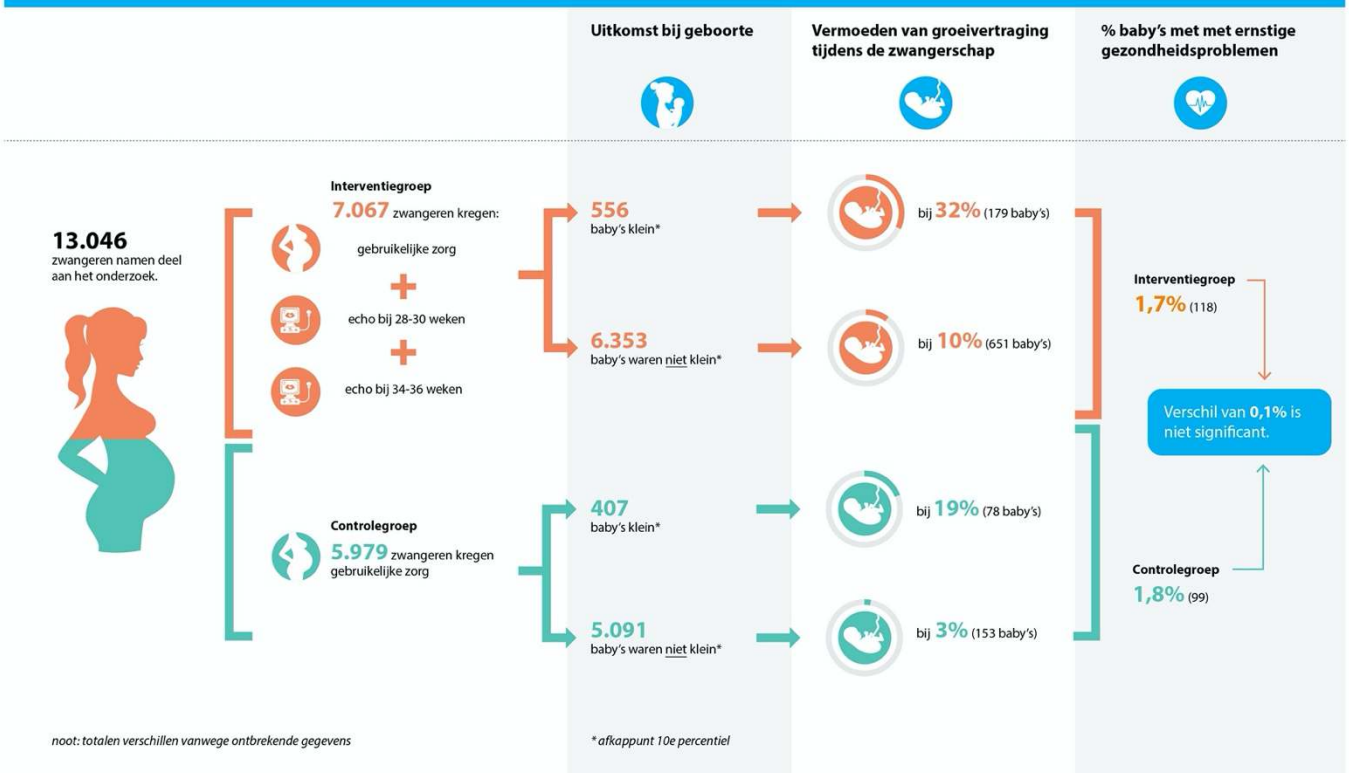 Uitkomst bij geboorte
Vermoeden van groeivertraging
tijdens de zwangerschap
% baby's met met ernstige
gezondheidsproblemen
13.046
zwangeren namen deel
aan het onderzoek.
Interventiegroep
7.067 zwangeren kregen:
gebruikelijke zorg
+
echo bij 28-30 weken
+
echo bij 34-36 weken
556
baby's klein*
bij 32% (179 baby's)
6.353
baby's waren niet klein*
bij 10% (651 baby's)
Controlegroep
5.979 zwangeren kregen
gebruikelijke zorg
407
baby's klein*
bij 19% (78 baby's)
5.091
baby's waren niet klein*
bij 3% (153 baby's)
Interventiegroep
1,7% (118)
Verschil van 0,1% is
niet significant.
Controlegroep
1,8% (99)
noot: totalen verschillen vanwege ontbrekende gegevens
* afkappunt 10e percentiel